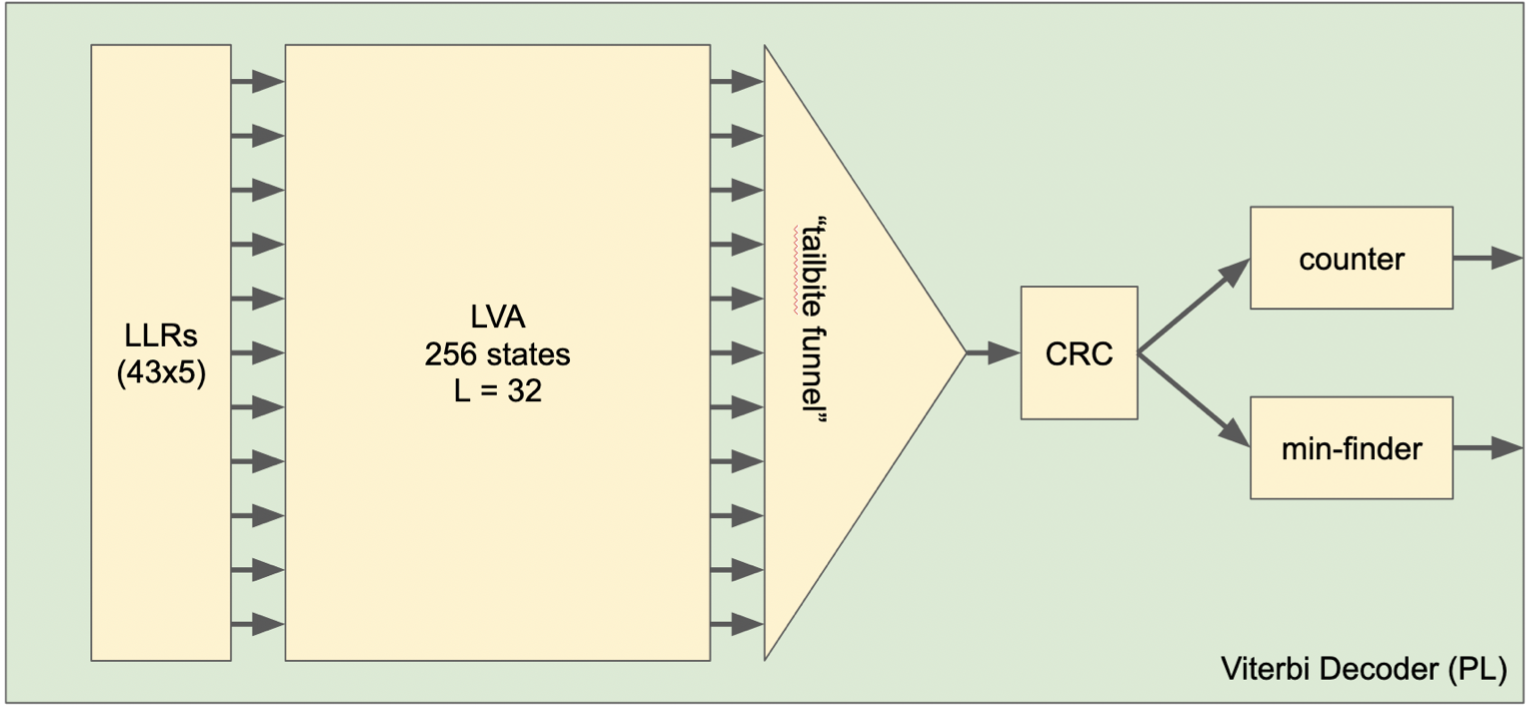 LLRs
(43x5)
LVA
256 states
L = 32
“tailbite funnel”
CRC
counter
min-finder
Viterbi Decoder (PL)